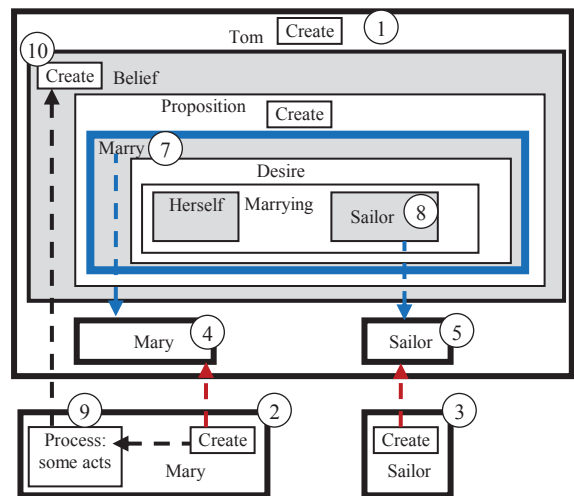 Tom Create 1
10
Create Belief
Proposition
Create
Marry 7
Desire
Herself Marrying Sailor 8
Mary 4
Sailor 5
9 2 3
Process:
some acts
Create
Mary
Create
Sailor